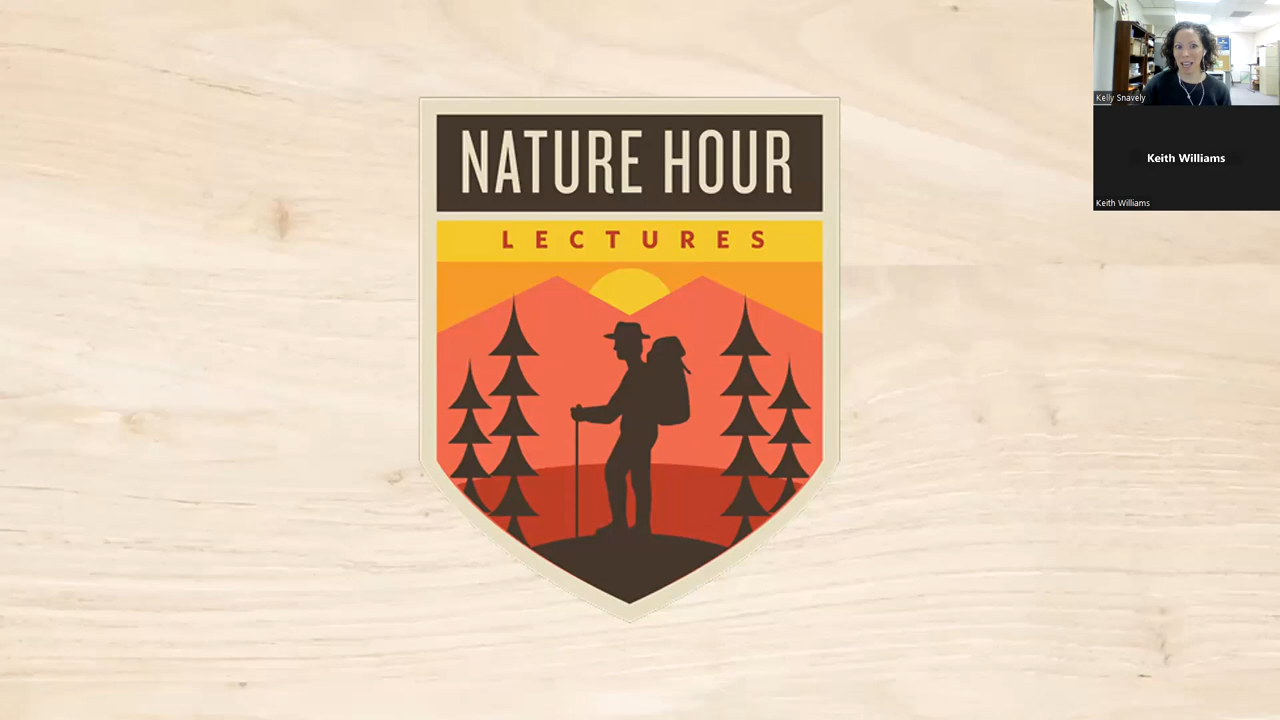 NATURE HOUR
LECTURES
Kelly Snavely
Keith Williams
Keith Williams